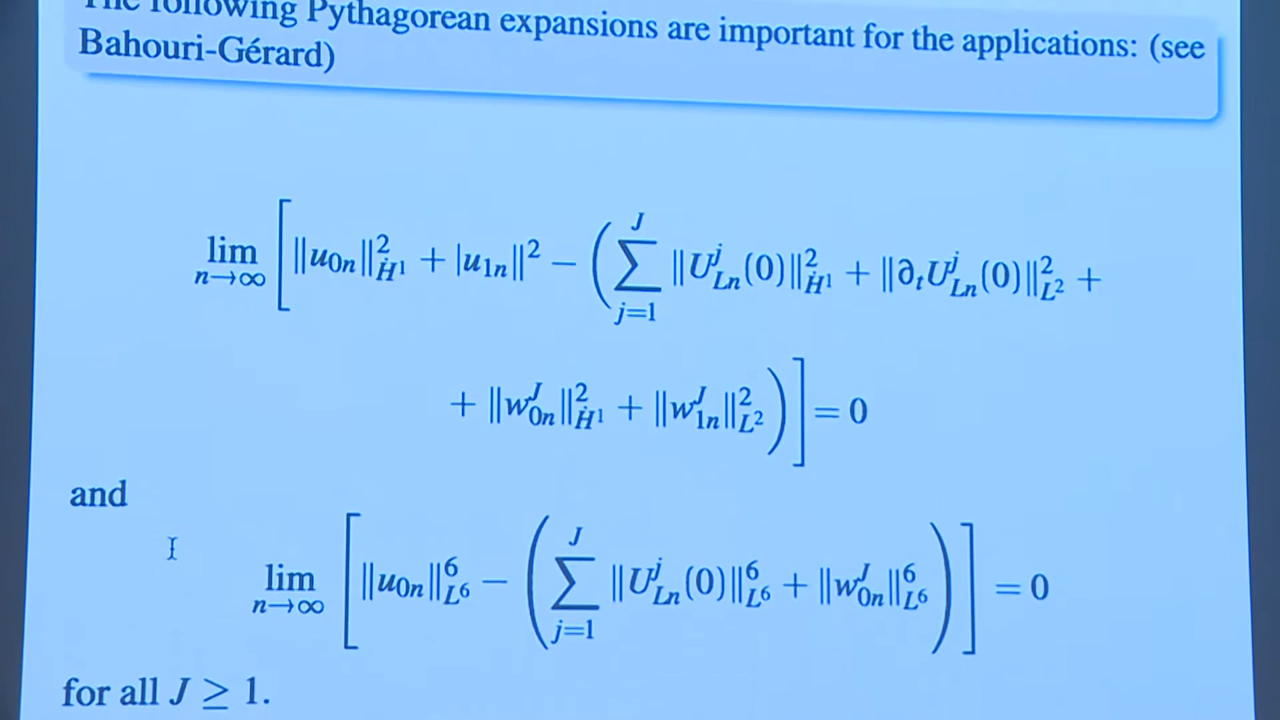 The following Pythagorean expansions are important for the applications: (see
Bahouri-Gérard)
lim_{n→∞} [ ‖u_{0n}‖²_{Ḣ¹} + |u_{1n}‖² − ( ∑_{j=1}^{J} ‖U^j_{Ln}(0)‖²_{Ḣ¹} + ‖∂_t U^j_{Ln}(0)‖²_{L²} +
+ ‖w^J_{0n}‖²_{Ḣ¹} + ‖w^J_{1n}‖²_{L²} ) ] = 0
and
lim_{n→∞} [ ‖u_{0n}‖⁶_{L⁶} − ( ∑_{j=1}^{J} ‖U^j_{Ln}(0)‖⁶_{L⁶} + ‖w^J_{0n}‖⁶_{L⁶} ) ] = 0
for all J ≥ 1.